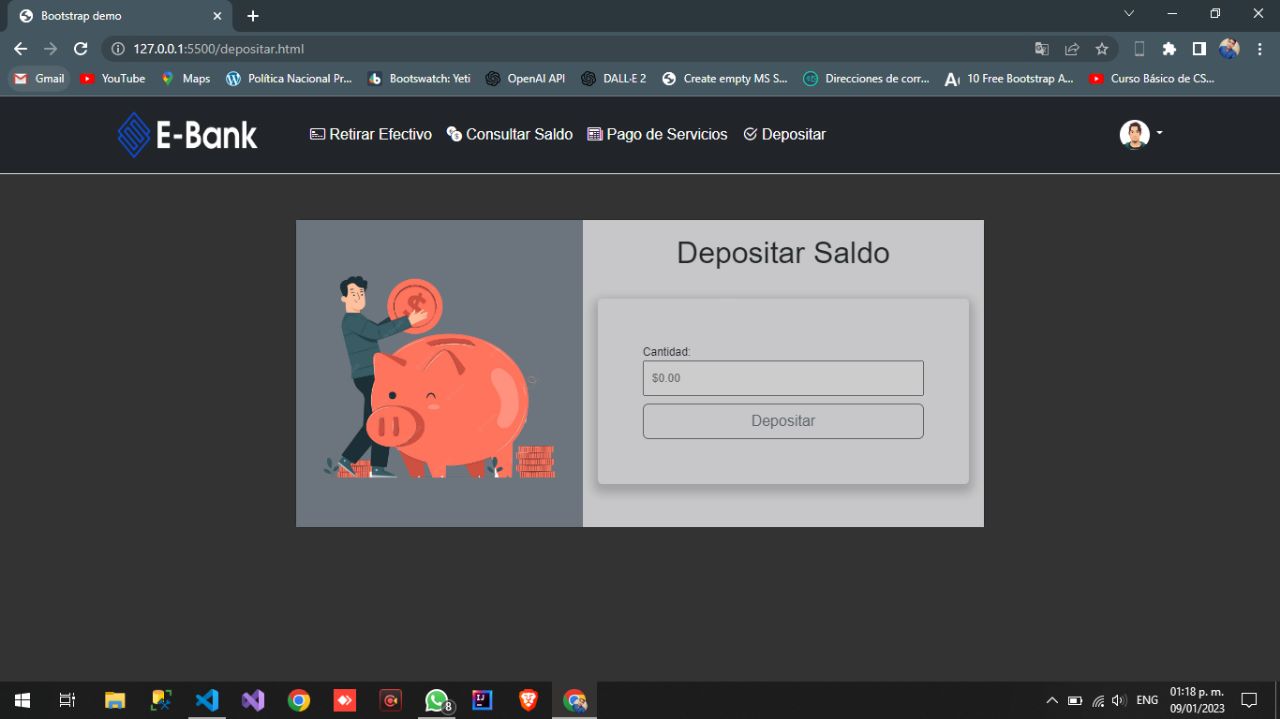 Bootstrap demo
127.0.0.1:5500/depositar.html
Gmail
YouTube
Maps
Política Nacional Pr...
Bootswatch: Yeti
OpenAI API
DALL·E 2
Create empty MS S...
Direcciones de corr...
10 Free Bootstrap A...
Curso Básico de CS...
E-Bank
Retirar Efectivo
Consultar Saldo
Pago de Servicios
Depositar
Depositar Saldo
Cantidad:
$0.00
Depositar
8
ENG
01:18 p. m.
09/01/2023